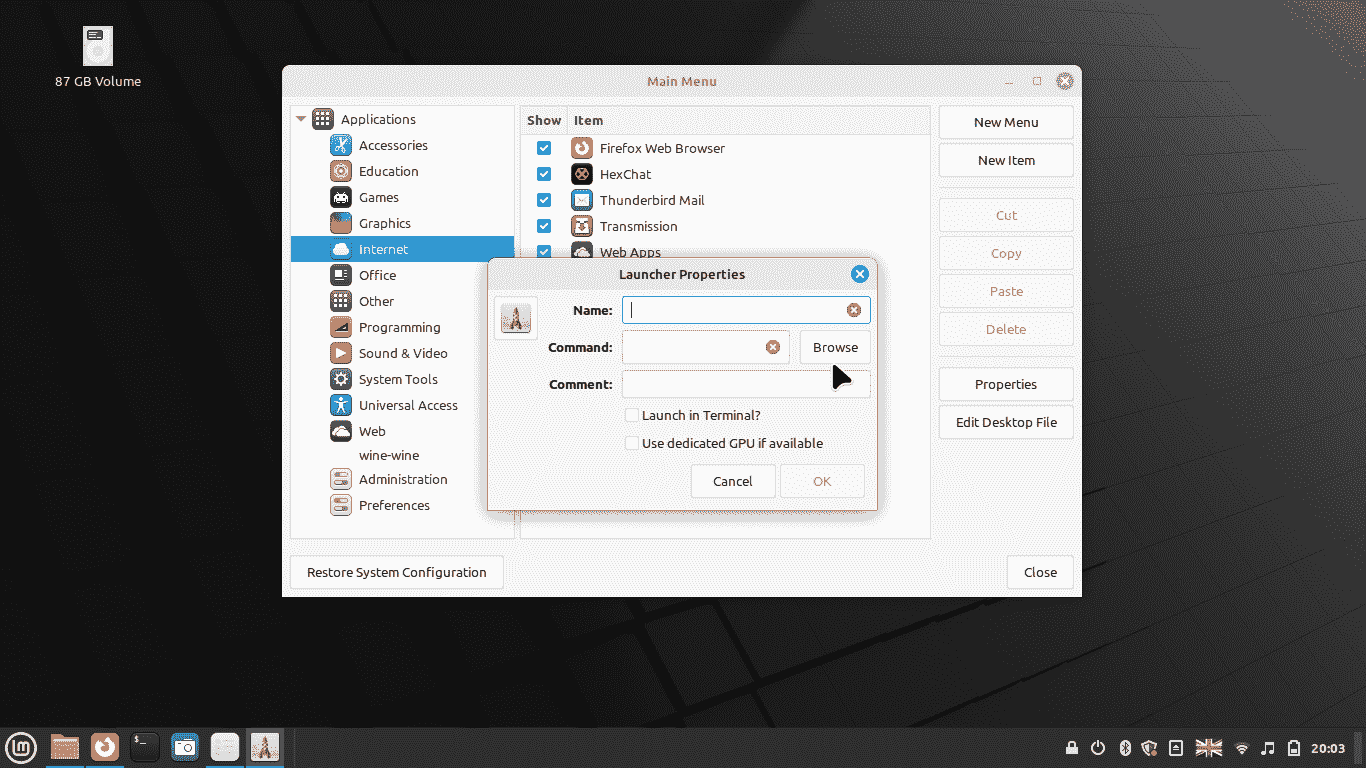 87 GB Volume
Main Menu
Applications
Accessories
Education
Games
Graphics
Internet
Office
Other
Programming
Sound & Video
System Tools
Universal Access
Web
wine-wine
Administration
Preferences
Show Item
Firefox Web Browser
HexChat
Thunderbird Mail
Transmission
Web Apps
New Menu
New Item
Cut
Copy
Paste
Delete
Properties
Edit Desktop File
Launcher Properties
Name:
Command:
Browse
Comment:
Launch in Terminal?
Use dedicated GPU if available
Cancel
OK
Restore System Configuration
Close
20:03